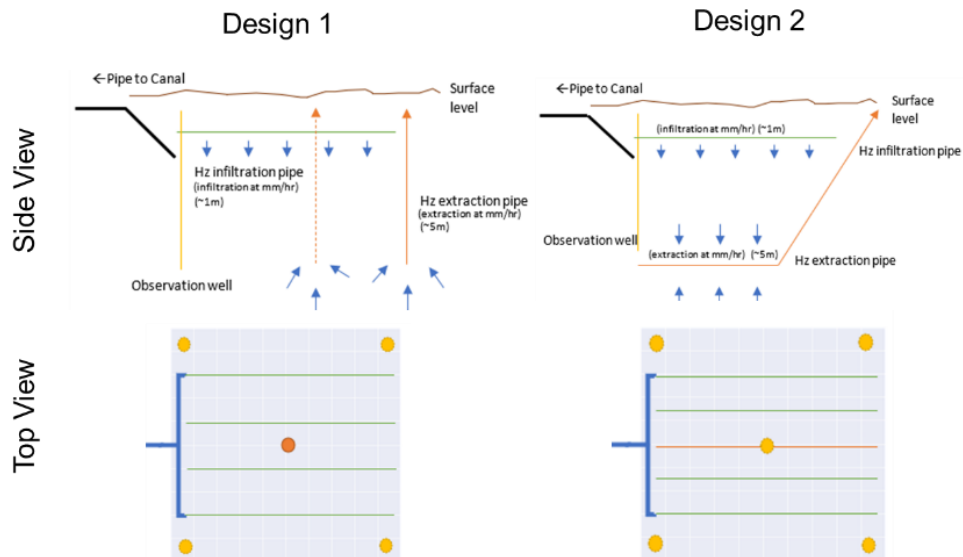 Design 1
Design 2
Side View
←Pipe to Canal
Surface
level
Hz infiltration pipe
(infiltration at mm/hr)
(~1m)
Hz extraction pipe
(extraction at mm/hr)
(~5m)
Observation well
←Pipe to Canal
Surface
level
(infiltration at mm/hr) (~1m)
Hz infiltration pipe
Observation well
(extraction at mm/hr) (~5m)
Hz extraction pipe
Top View